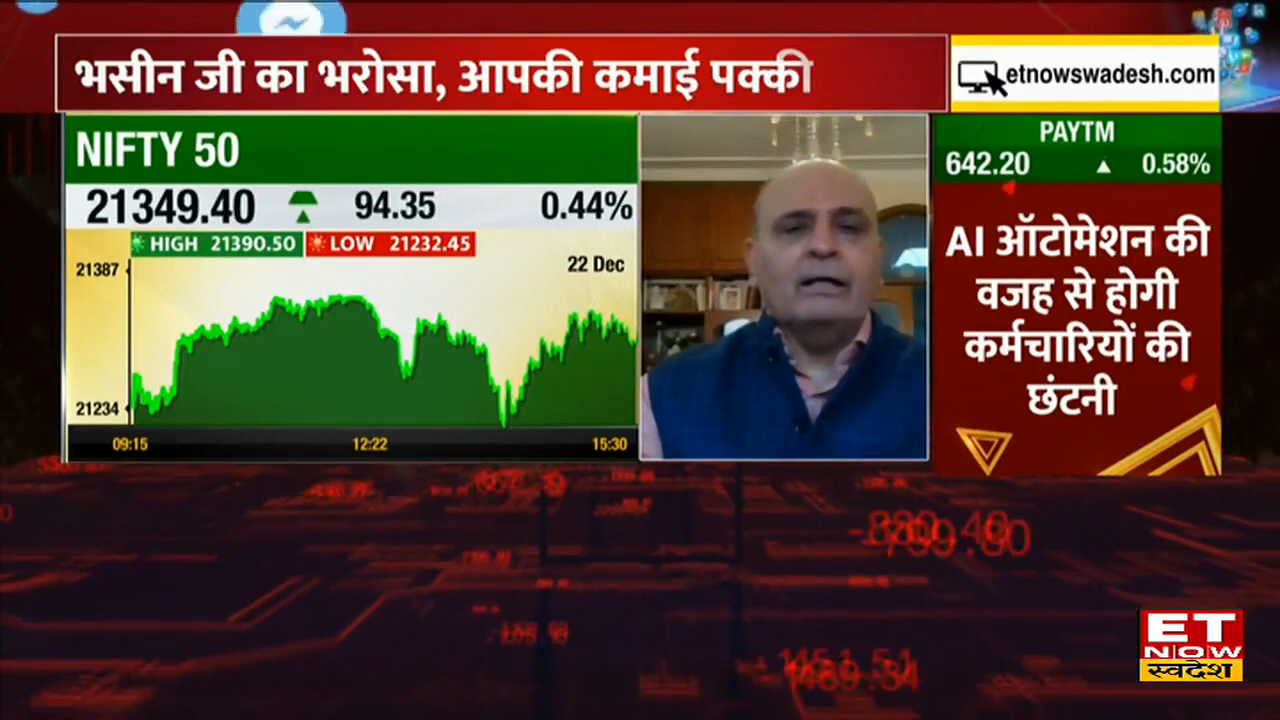 भसीन जी का भरोसा, आपकी कमाई पक्की
etnowswadesh.com
NIFTY 50
21349.40 94.35 0.44%
HIGH 21390.50 LOW 21232.45
22 Dec
21387
21234
09:15 12:22 15:30
PAYTM
642.20 ▲ 0.58%
AI ऑटोमेशन की
वजह से होगी
कर्मचारियों की
छंटनी
ET
NOW
स्वदेश